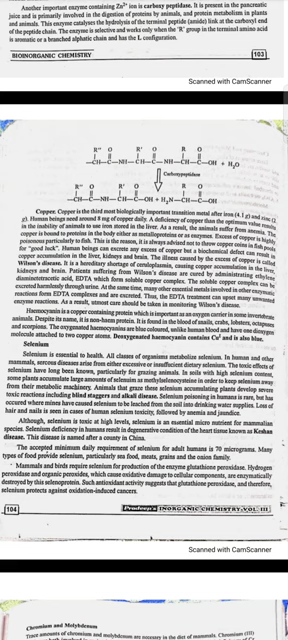 Another important enzyme containing Zn2+ ion is carboxy peptidase. It is present in the pancreatic
juice and is primarily involved in the digestion of proteins by animals, and protein metabolism in plants
and animals. This enzyme catalyses the hydrolysis of the terminal peptide (amide) link at the carboxyl end
of the peptide chain. The enzyme is selective and works only when the 'R' group in the terminal amino acid
is aromatic or a branched aliphatic chain and has the L configuration.
BIOINORGANIC CHEMISTRY 103
Scanned with CamScanner
R" O R' O R O
—CH—C—NH—CH—C—NH—CH—C—OH + H2O
Carboxypeptidase
R" O R' O R O
—CH—C—NH—CH—C—OH + H2N—CH—C—OH
Copper. Copper is the third most biologically important transition metal after iron (4.1 g) and zinc (2
g). Human beings need around 8 mg of copper daily. A deficiency of copper than the optimum value results
in the inability of animals to use iron stored in the liver. As a result, the animals suffer from anaemia. The
copper is bound to proteins in the body either as metalloproteins or as enzymes. Excess of copper is highly
poisonous particularly to fish. This is the reason, it is always advised not to throw copper coins in fish pools
for "good luck". Human beings can excrete any excess of copper but a biochemical defect can result in
copper accumulation in the liver, kidneys and brain. The illness caused by the excess of copper is called
Wilson's disease. It is a hereditary shortage of ceruloplasmin, causing copper accumulation in the liver,
kidneys and brain. Patients suffering from Wilson's disease are cured by administrating ethylene
diaminetetraacetic acid, EDTA which form soluble copper complex. The soluble copper complex can be
excreted harmlessly through urine. At the same time, many other essential metals involved in other enzymatic
reactions form EDTA complexes and are excreted. Thus, the EDTA treatment can upset many unwanted
enzyme reactions. As a result, utmost care should be taken in monitoring Wilson's disease.
Haemocyanin is a copper containing protein which is important as an oxygen carrier in some invertebrate
animals. Despite its name, it is non-haem protein. It is found in the blood of snails, crabs, lobsters, octopuses
and scorpions. The oxygenated haemocyanins are blue coloured, unlike human blood and have one dioxygen
molecule attached to two copper atoms. Deoxygenated haemocyanin contains Cu2 and is also blue.
Selenium
Selenium is essential to health. All classes of organisms metabolize selenium. In human and other
mammals, serious diseases arise from either excessive or insufficient dietary selenium. The toxic effects of
selenium have long been known, particularly for grazing animals. In soils with high selenium content,
some plants accumulate large amounts of selenium as methylselenocysteine in order to keep selenium away
from their metabolic machinery. Animals that graze these selenium accumulating plants develop severe
toxic reactions including blind staggers and alkali disease. Selenium poisoning in humans is rare, but has
occured where mines have caused selenium to be leached from the soil into drinking water supplies. Loss of
hair and nails is seen in cases of human selenium toxicity, followed by anemia and jaundice.
Although, selenium is toxic at high levels, selenium is an essential micro nutrient for mammalian
species. Selenium deficiency in humans result in degenerative condition of the heart tissue known as Keshan
disease. This disease is named after a county in China.
The accepted minimum daily requirement of selenium for adult humans is 70 micrograms. Many
types of food provide selenium, particularly sea food, meats, grains and the onion family.
Mammals and birds require selenium for production of the enzyme glutathione peroxidase. Hydrogen
peroxidase and organic peroxides, which cause oxidative damage to cellular components, are enzymatically
destroyed by this selenoprotein. Such antioxidant activity suggests that glutathione peroxidase, and therefore,
selenium protects against oxidation-induced cancers.
104 Pradeep's INORGANIC CHEMISTRY-VOL. III
Scanned with CamScanner
Chromium and Molybdenum
Trace amounts of chromium and molybdenum are necessary in the diet of mammals. Chromium (III)